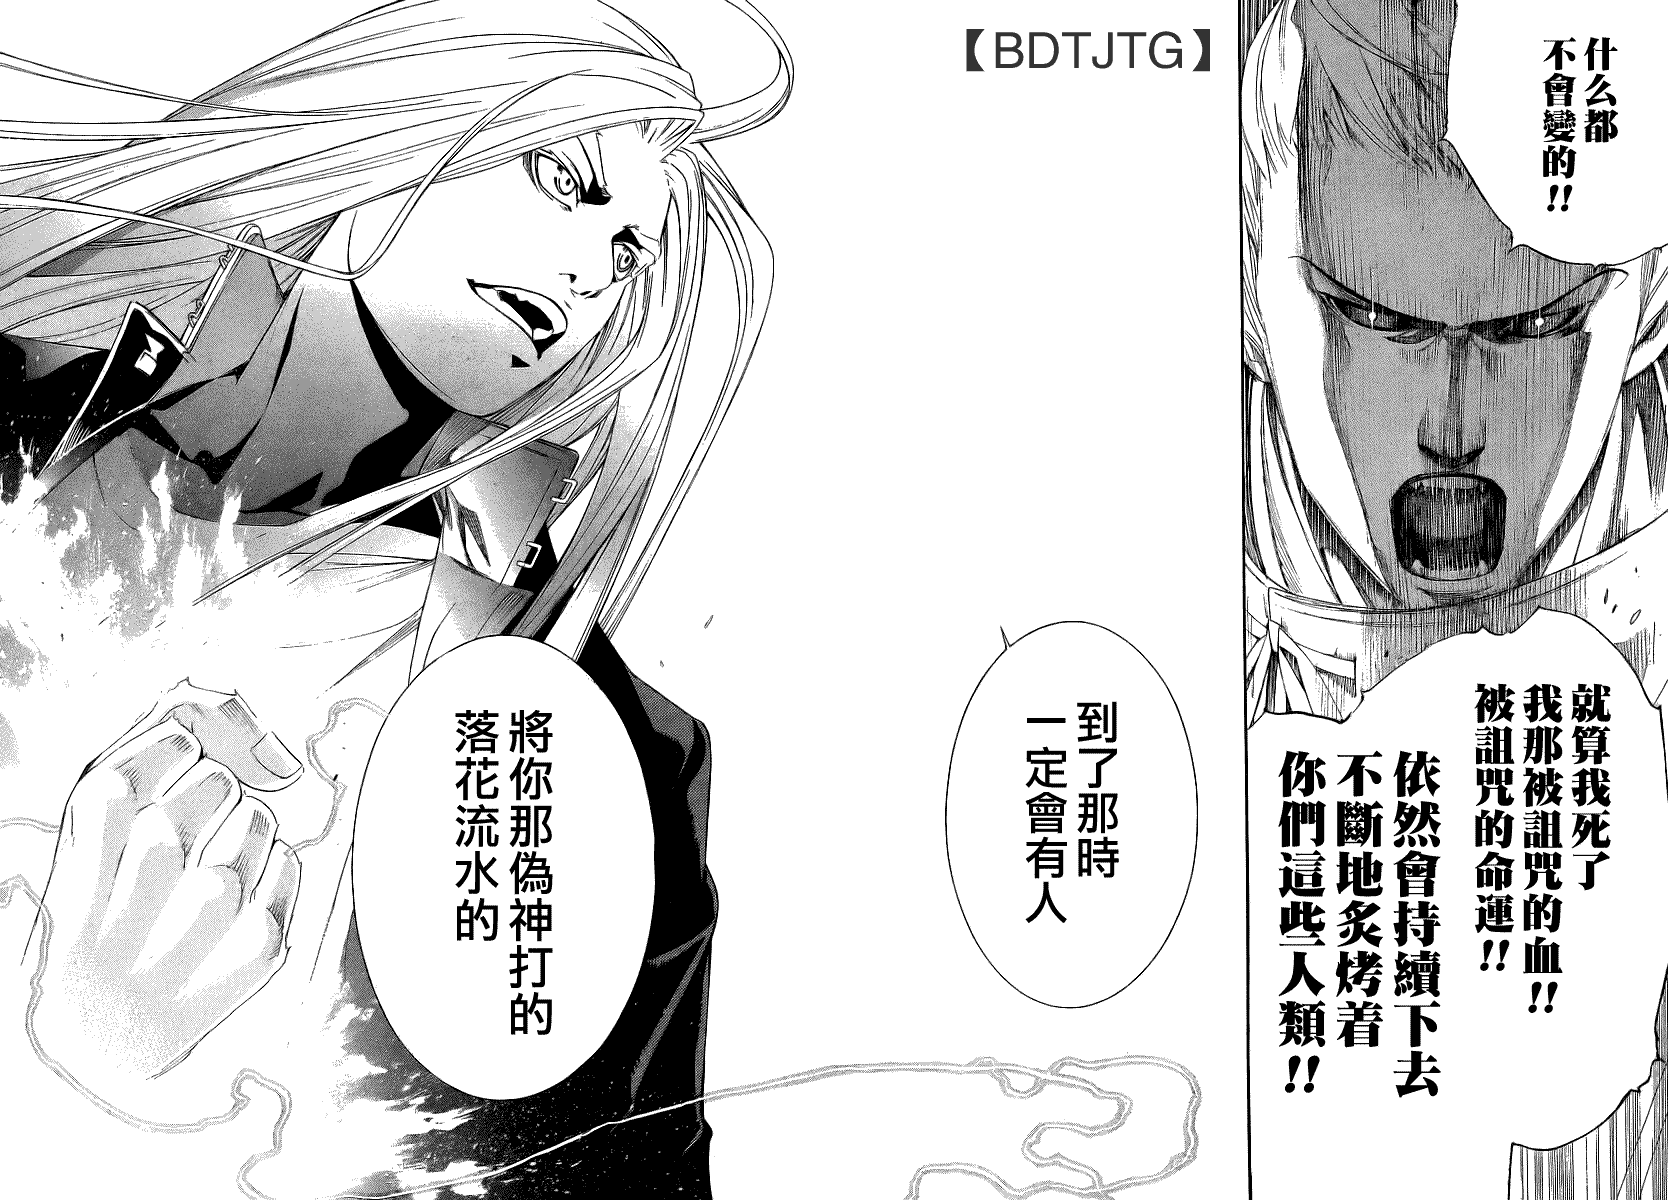 【BDTJTG】
什么都
不會變的!!
就算我死了
我那被詛咒的血!!
被詛咒的命運!!
依然會持續下去
不斷地炙烤着
你們這些人類!!
到了那時
一定會有人
將你那偽神打的
落花流水的